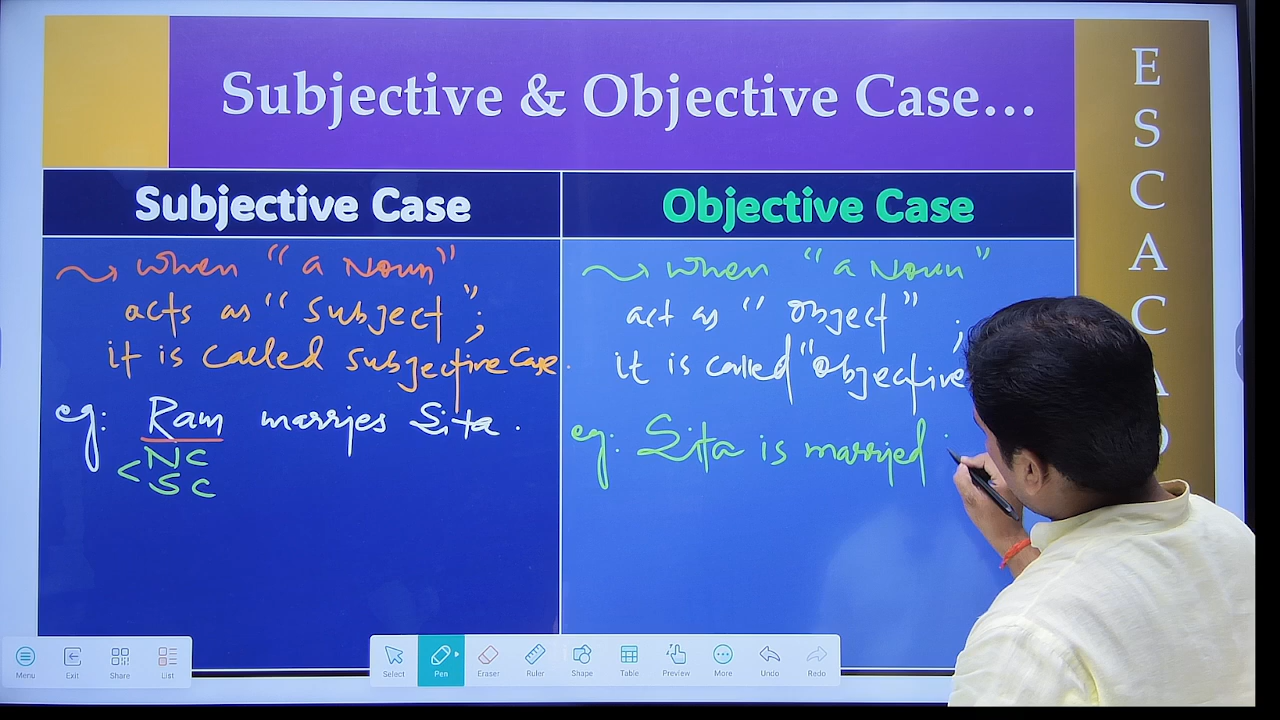 Subjective & Objective Case...
E
S
C
A
C
A
Subjective Case
Objective Case
When "a Noun"
acts as "Subject";
it is called Subjective Case.
eg: Ram marries Sita.
NC
< SC
When "a Noun"
act as "object";
it is called "objective
eg: Sita is married
Menu
Exit
Share
List
Select
Pen
Eraser
Ruler
Shape
Table
Preview
More
Undo
Redo